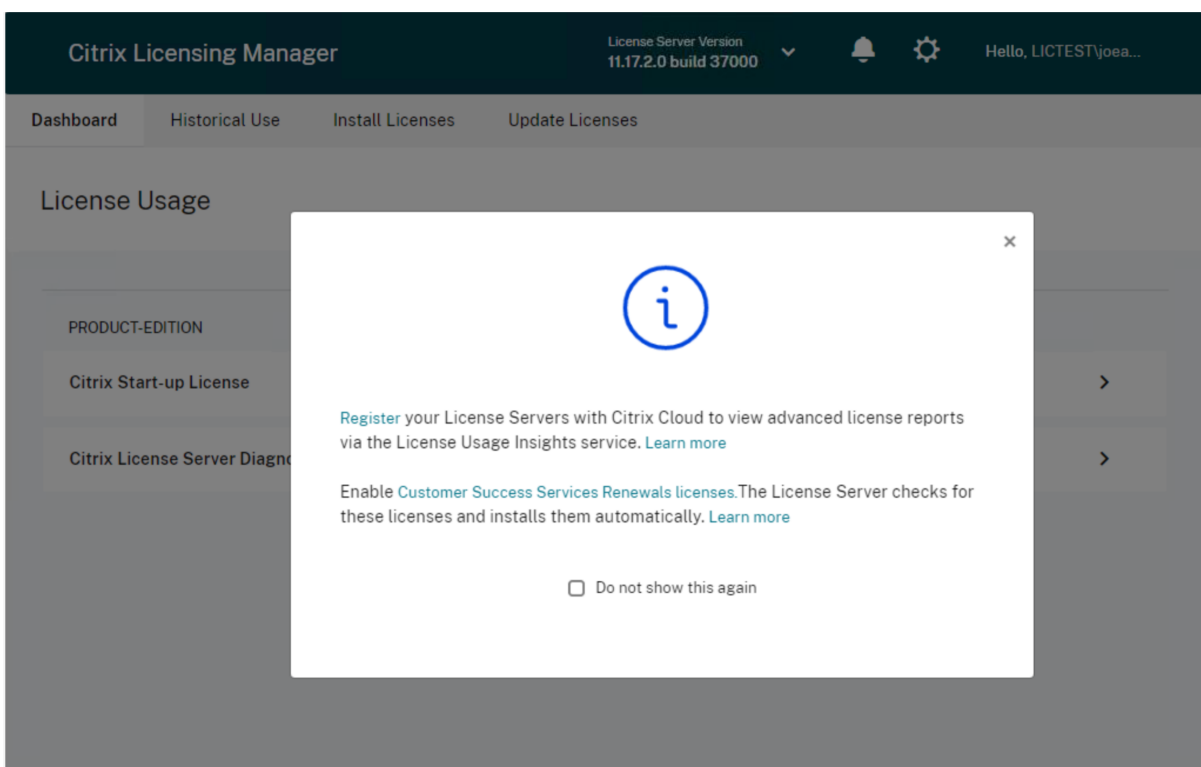 Citrix Licensing Manager
License Server Version
11.17.2.0 build 37000
Hello, LICTEST\joea...
Dashboard
Historical Use
Install Licenses
Update Licenses
License Usage
PRODUCT-EDITION
Citrix Start-up License
Citrix License Server Diagno
Register your License Servers with Citrix Cloud to view advanced license reports
via the License Usage Insights service. Learn more
Enable Customer Success Services Renewals licenses.The License Server checks for
these licenses and installs them automatically. Learn more
Do not show this again